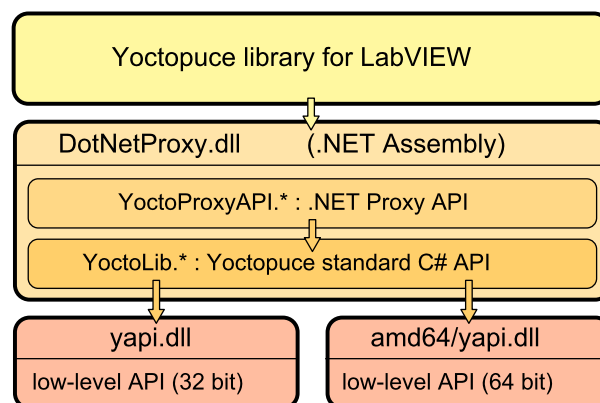 Yoctopuce library for LabVIEW
DotNetProxy.dll (.NET Assembly)
YoctoProxyAPI.* : .NET Proxy API
YoctoLib.* : Yoctopuce standard C# API
yapi.dll
low-level API (32 bit)
amd64/yapi.dll
low-level API (64 bit)